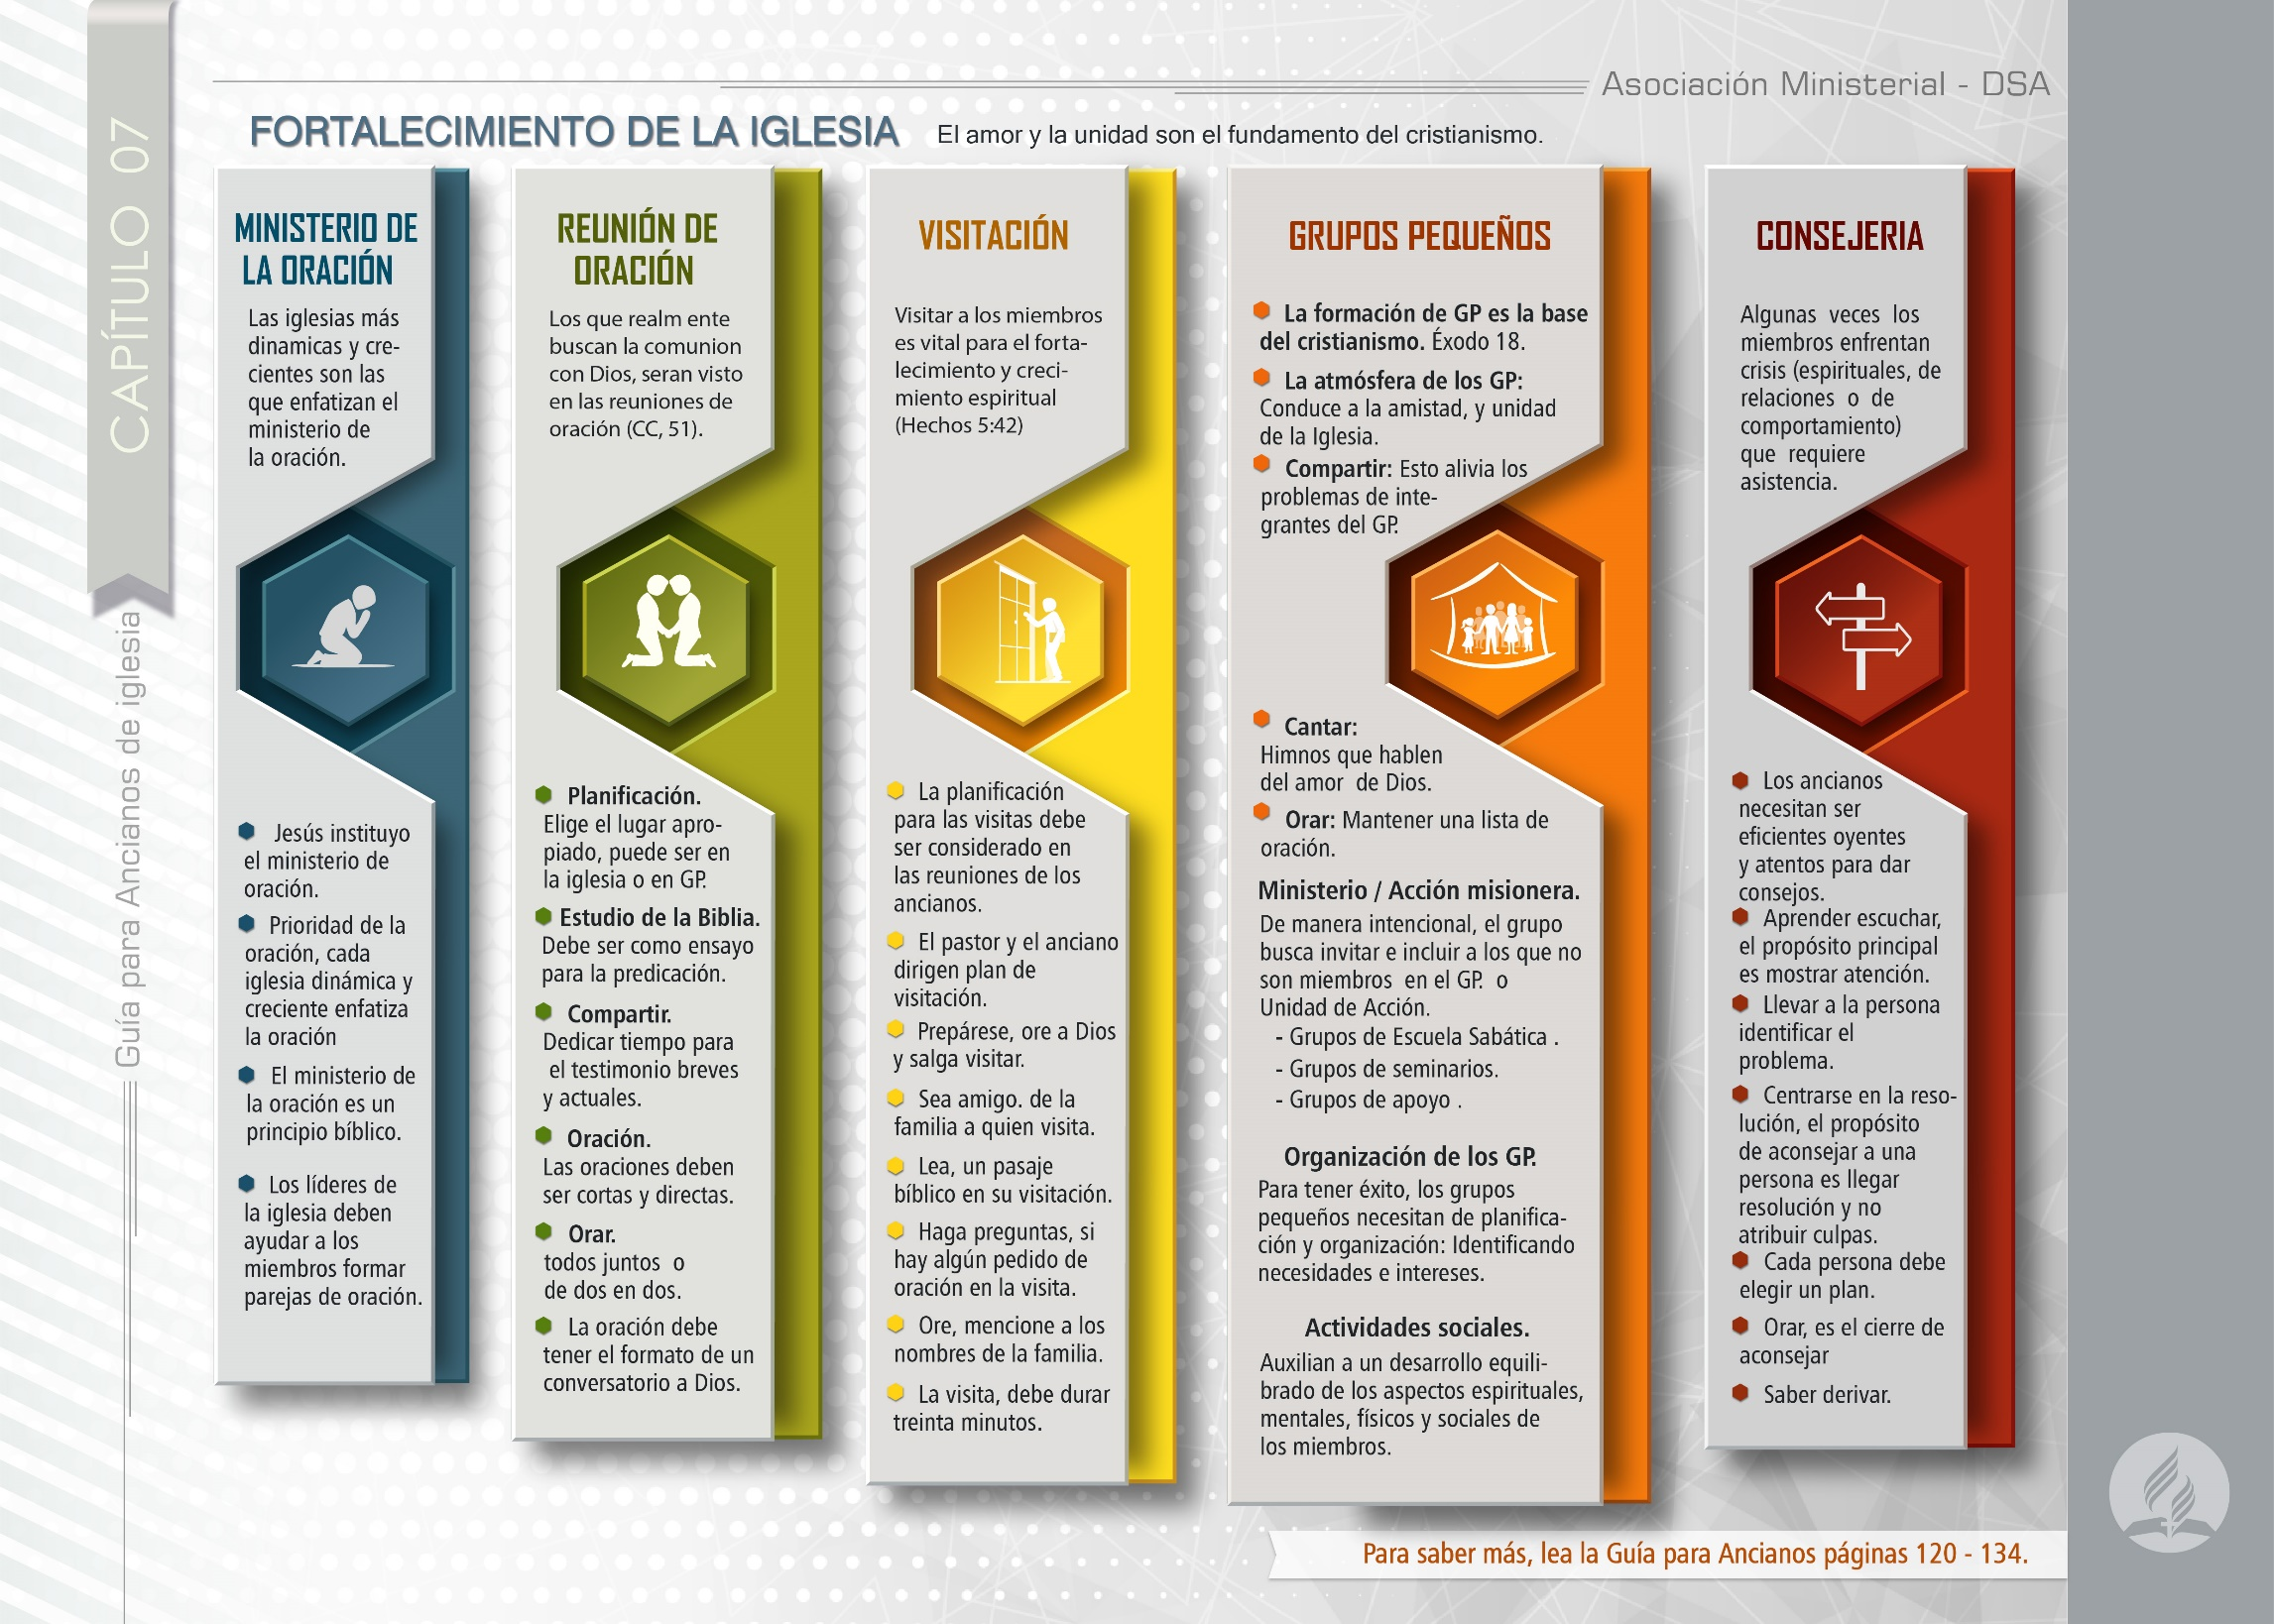 Asociación Ministerial - DSA
CAPÍTULO 07
Guía para Ancianos de iglesia
FORTALECIMIENTO DE LA IGLESIA
El amor y la unidad son el fundamento del cristianismo.
MINISTERIO DE
LA ORACIÓN
Las iglesias más
dinamicas y cre-
cientes son las
que enfatizan el
ministerio de
la oración.
Jesús instituyo
el ministerio de
oración.
Prioridad de la
oración, cada
iglesia dinámica y
creciente enfatiza
la oración
El ministerio de
la oración es un
principio bíblico.
Los líderes de
la iglesia deben
ayudar a los
miembros formar
parejas de oración.
REUNIÓN DE
ORACIÓN
Los que realm ente
buscan la comunion
con Dios, seran visto
en las reuniones de
oración (CC, 51).
Planificación.
Elige el lugar apro-
piado, puede ser en
la iglesia o en GP.
Estudio de la Biblia.
Debe ser como ensayo
para la predicación.
Compartir.
Dedicar tiempo para
el testimonio breves
y actuales.
Oración.
Las oraciones deben
ser cortas y directas.
Orar.
todos juntos o
de dos en dos.
La oración debe
tener el formato de un
conversatorio a Dios.
VISITACIÓN
Visitar a los miembros
es vital para el forta-
lecimiento y creci-
miento espiritual
(Hechos 5:42)
La planificación
para las visitas debe
ser considerado en
las reuniones de los
ancianos.
El pastor y el anciano
dirigen plan de
visitación.
Prepárese, ore a Dios
y salga visitar.
Sea amigo. de la
familia a quien visita.
Lea, un pasaje
bíblico en su visitación.
Haga preguntas, si
hay algún pedido de
oración en la visita.
Ore, mencione a los
nombres de la familia.
La visita, debe durar
treinta minutos.
GRUPOS PEQUEÑOS
La formación de GP es la base
del cristianismo. Éxodo 18.
La atmósfera de los GP:
Conduce a la amistad, y unidad
de la Iglesia.
Compartir: Esto alivia los
problemas de inte-
grantes del GP.
Cantar:
Himnos que hablen
del amor de Dios.
Orar: Mantener una lista de
oración.
Ministerio / Acción misionera.
De manera intencional, el grupo
busca invitar e incluir a los que no
son miembros en el GP. o
Unidad de Acción.
- Grupos de Escuela Sabática .
- Grupos de seminarios.
- Grupos de apoyo .
Organización de los GP.
Para tener éxito, los grupos
pequeños necesitan de planifica-
ción y organización: Identificando
necesidades e intereses.
Actividades sociales.
Auxilian a un desarrollo equili-
brado de los aspectos espirituales,
mentales, físicos y sociales de
los miembros.
CONSEJERIA
Algunas veces los
miembros enfrentan
crisis (espirituales, de
relaciones o de
comportamiento)
que requiere
asistencia.
Los ancianos
necesitan ser
eficientes oyentes
y atentos para dar
consejos.
Aprender escuchar,
el propósito principal
es mostrar atención.
Llevar a la persona
identificar el
problema.
Centrarse en la reso-
lución, el propósito
de aconsejar a una
persona es llegar
resolución y no
atribuir culpas.
Cada persona debe
elegir un plan.
Orar, es el cierre de
aconsejar
Saber derivar.
Para saber más, lea la Guía para Ancianos páginas 120 - 134.